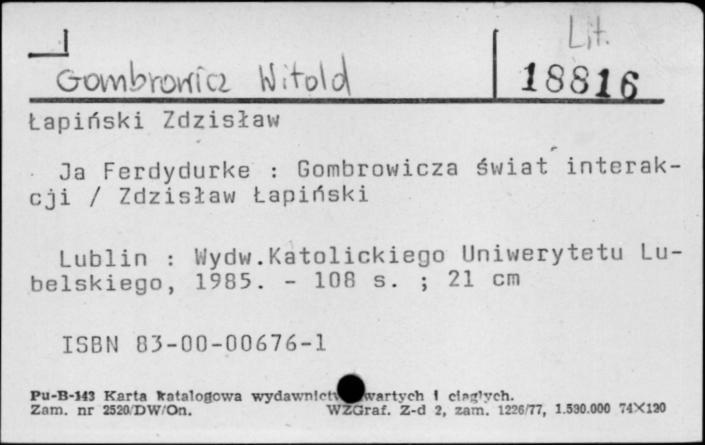 Lit.
Gombrowicz Witold 18816
Łapiński Zdzisław
Ja Ferdydurke : Gombrowicza świat interak-
cji / Zdzisław Łapiński
Lublin : Wydw.Katolickiego Uniwerytetu Lu-
belskiego, 1985. - 108 s. ; 21 cm
ISBN 83-00-00676-1
Pu-B-143 Karta katalogowa wartych i ciągłych.
Zam. nr 2520/DW/On. WZGraf. Z-d 2, zam. 1226/77, 1.530.000 74×120